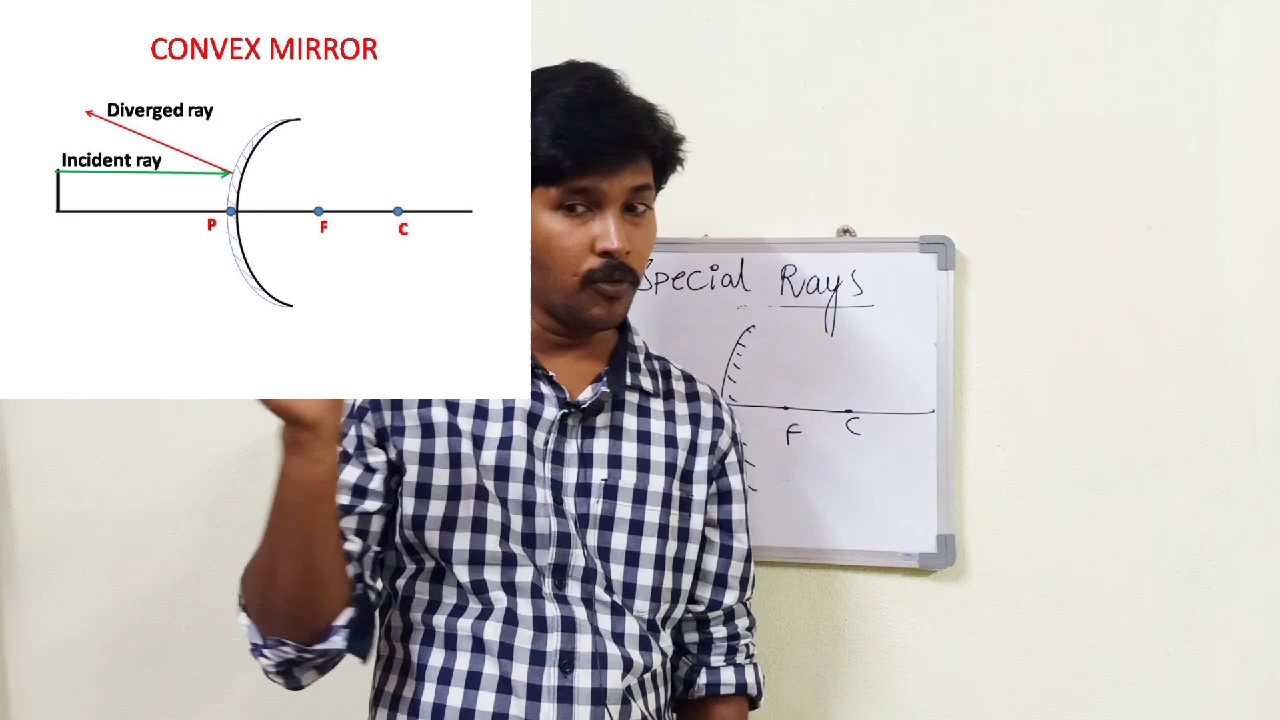 CONVEX MIRROR
Diverged ray
Incident ray
P
F
C
Special Rays
F
C